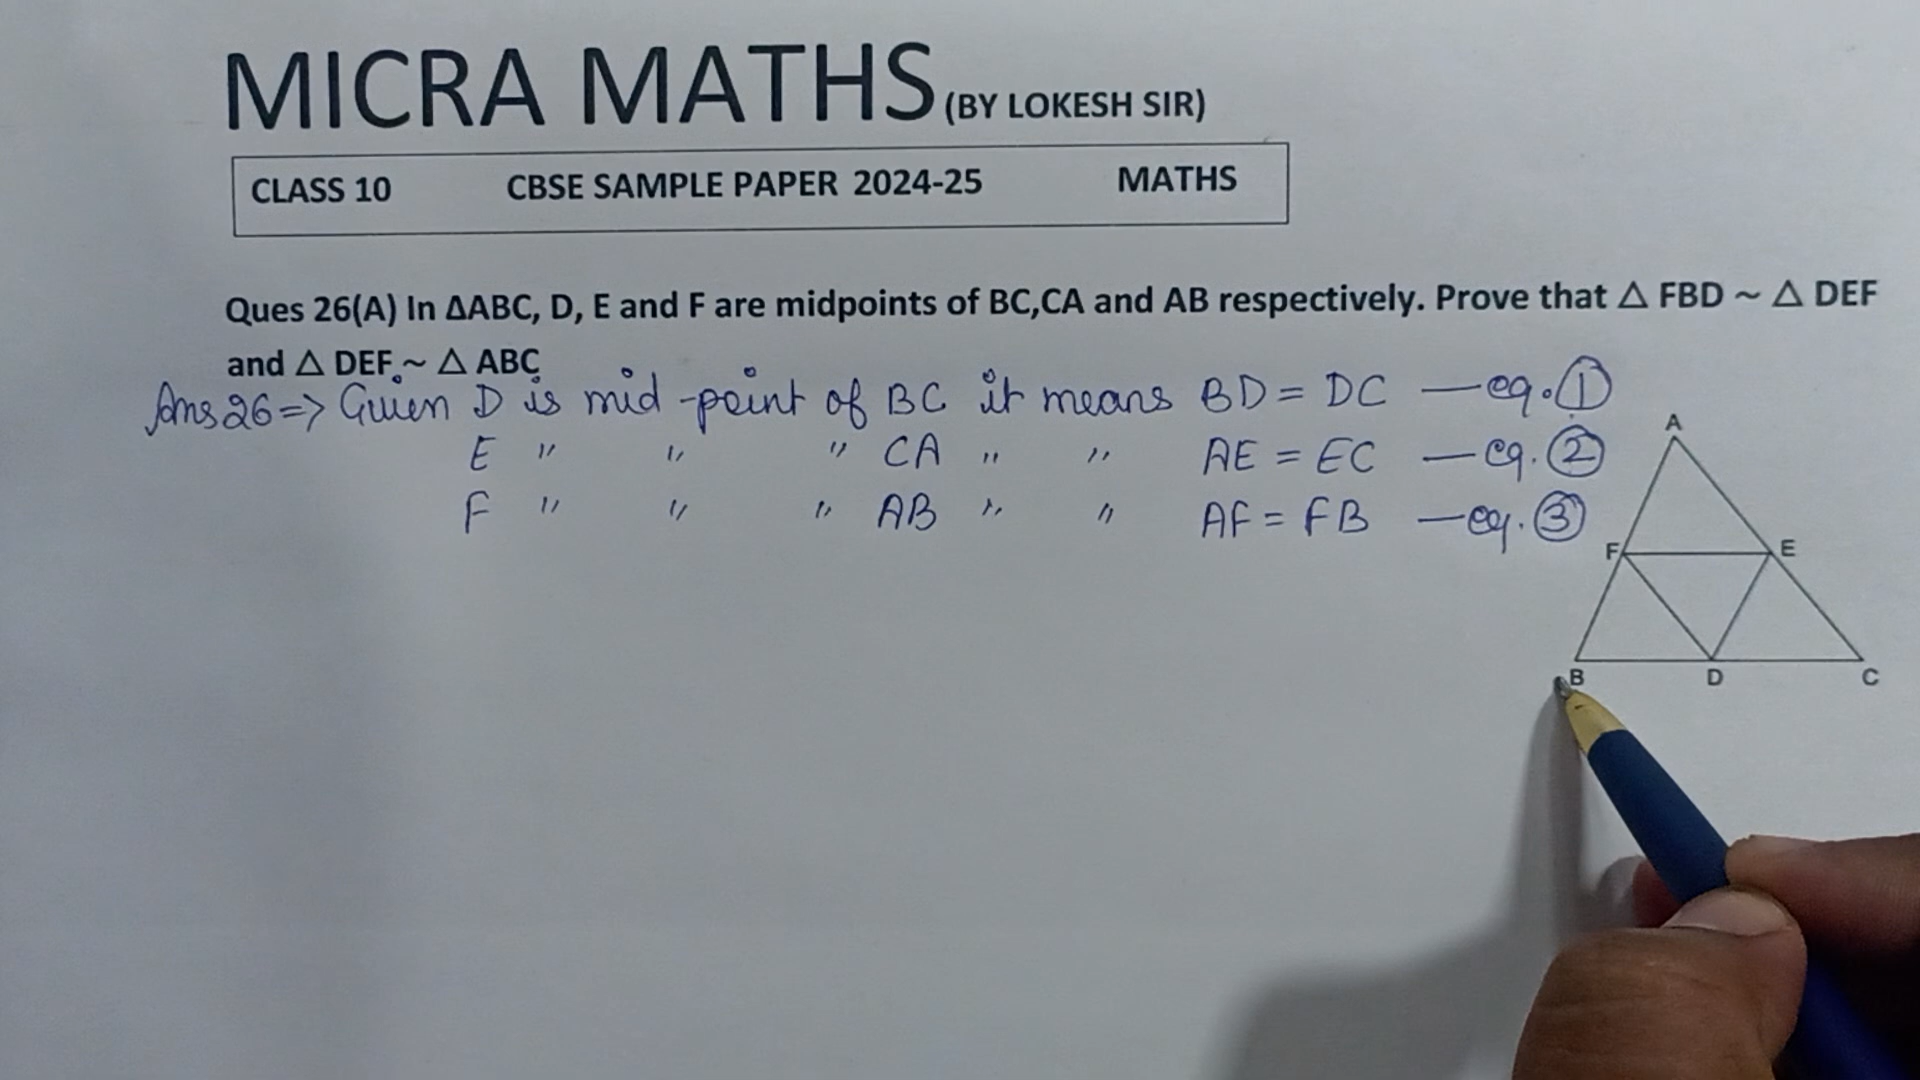 MICRA MATHS (BY LOKESH SIR)
CLASS 10 CBSE SAMPLE PAPER 2024-25 MATHS
Ques 26(A) In ΔABC, D, E and F are midpoints of BC,CA and AB respectively. Prove that △ FBD ~ △ DEF
and △ DEF ~ △ ABC
Ans 26 => Given D is mid-point of BC it means BD = DC — eq. ①
E " " " CA " " AE = EC — eq. ②
F " " " AB " " AF = FB — eq. ③
A
F E
B D C